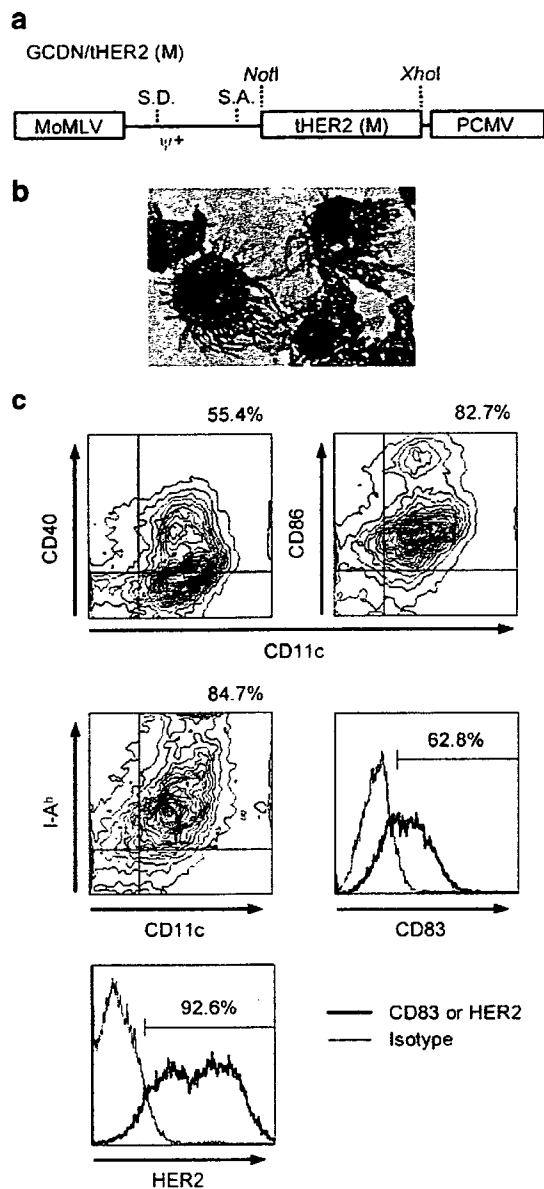 a
GCDN/tHER2 (M)
NotI XhoI
S.D. S.A.
MoMLV tHER2 (M) PCMV
ψ+
b
c
55.4% 82.7%
CD40 CD86
CD11c
84.7%
62.8%
I-Aᵇ
CD11c CD83
92.6%
CD83 or HER2
Isotype
HER2